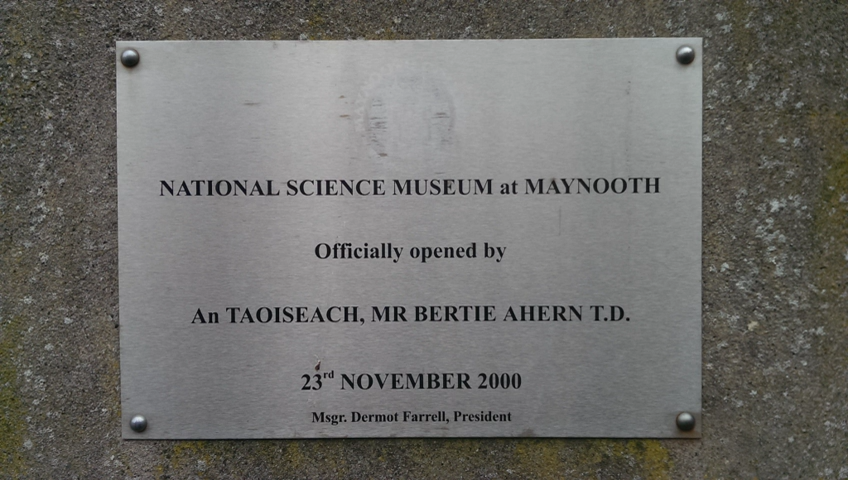 NATIONAL SCIENCE MUSEUM at MAYNOOTH
Officially opened by
An TAOISEACH, MR BERTIE AHERN T.D.
23rd NOVEMBER 2000
Msgr. Dermot Farrell, President